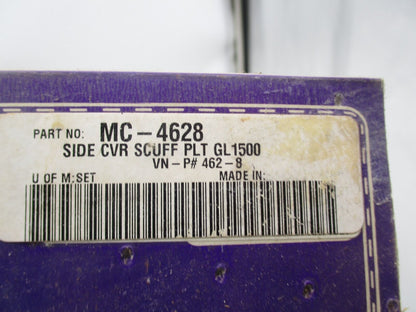 PART NO: MC-4628
SIDE CVR SCUFF PLT GL1500
VN-P# 462-8
U OF M: SET MADE IN: